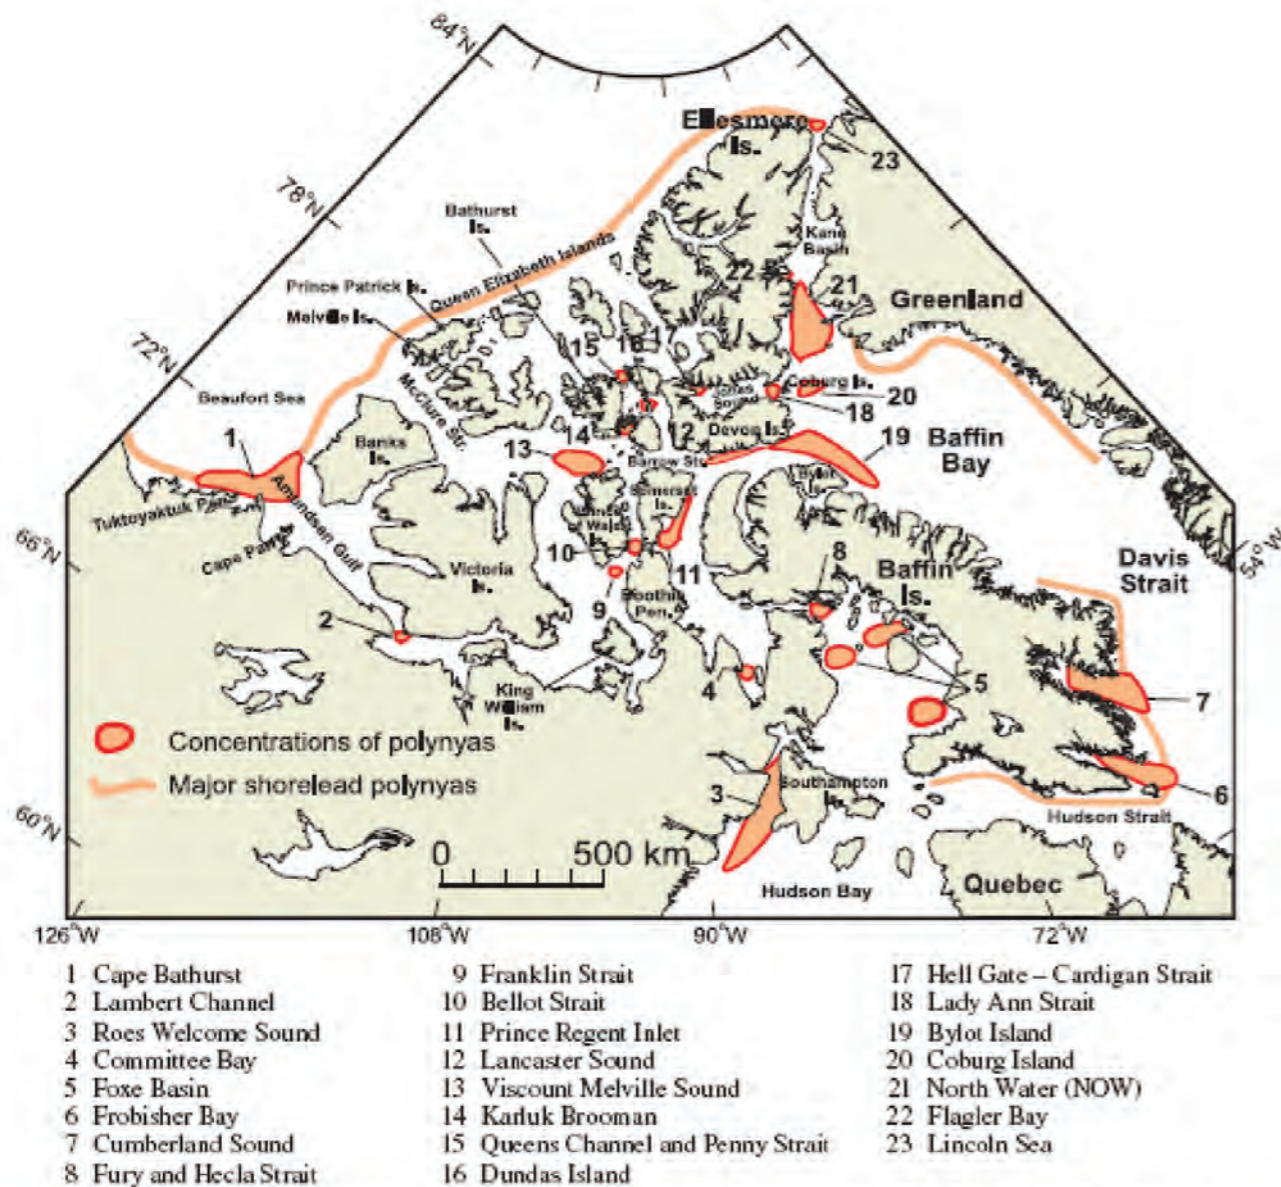 84°N
Ellesmere
Is.
23
78°N
Bathurst
Is.
Kane
Basin
Queen Elizabeth Islands
22
21
Prince Patrick Is.
Greenland
Melville Is.
72°N
15
16
Beaufort Sea
McClure Str.
Jones
Sound
Coburg Is.
20
18
1
Banks
Is.
14
12
Devon Is.
19
Baffin
Bay
13
Barrow Str.
Bylot
Is.
Somerset
Is.
Tuktoyaktuk Pen.
Amundsen Gulf
Prince
of Wales
Is.
66°N
Cape Parry
10
11
8
Davis
Strait
54°W
Victoria
Is.
Baffin
Is.
9
Boothia
Pen.
2
4
5
7
King
William
Is.
Concentrations of polynyas
Major shorelead polynyas
3
Southampton
Is.
6
60°N
Hudson Strait
0 500 km
Hudson Bay
Quebec
126°W 108°W 90°W 72°W
1 Cape Bathurst
2 Lambert Channel
3 Roes Welcome Sound
4 Committee Bay
5 Foxe Basin
6 Frobisher Bay
7 Cumberland Sound
8 Fury and Hecla Strait
9 Franklin Strait
10 Bellot Strait
11 Prince Regent Inlet
12 Lancaster Sound
13 Viscount Melville Sound
14 Karluk Brooman
15 Queens Channel and Penny Strait
16 Dundas Island
17 Hell Gate – Cardigan Strait
18 Lady Ann Strait
19 Bylot Island
20 Coburg Island
21 North Water (NOW)
22 Flagler Bay
23 Lincoln Sea